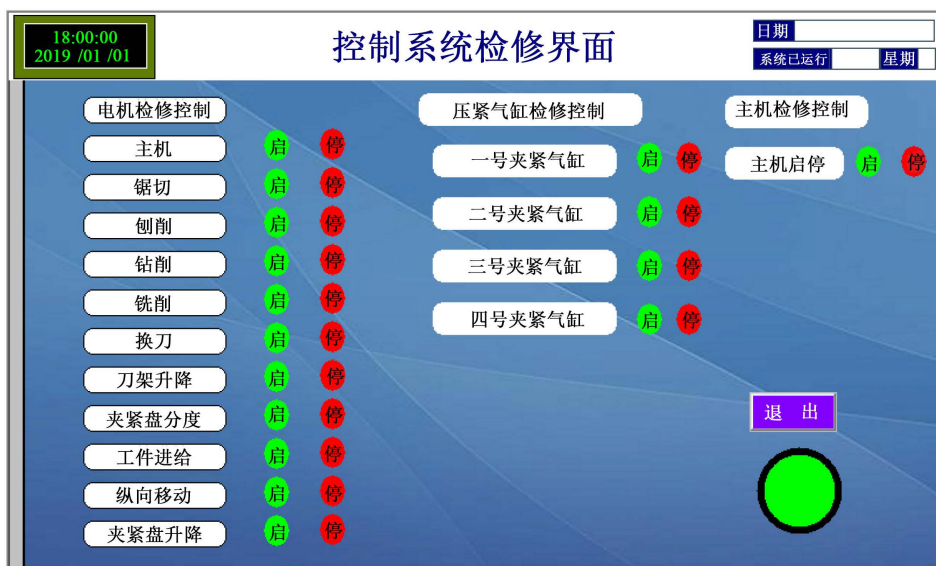 18:00:00
2019 /01 /01
控制系统检修界面
日期
系统已运行 星期
电机检修控制
主机 启 停
锯切 启 停
刨削 启 停
钻削 启 停
铣削 启 停
换刀 启 停
刀架升降 启 停
夹紧盘分度 启 停
工件进给 启 停
纵向移动 启 停
夹紧盘升降 启 停
压紧气缸检修控制
一号夹紧气缸 启 停
二号夹紧气缸 启 停
三号夹紧气缸 启 停
四号夹紧气缸 启 停
主机检修控制
主机启停 启 停
退 出